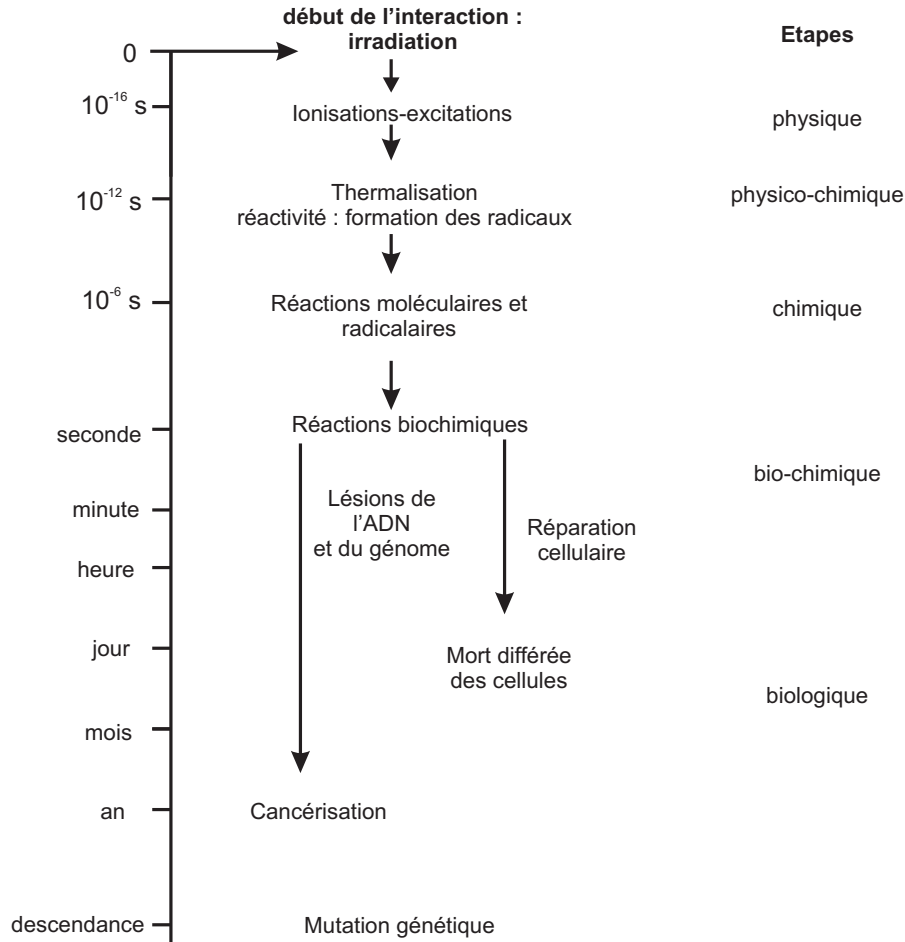 début de l’interaction :
irradiation
Etapes
0
10⁻¹⁶ s
Ionisations-excitations
physique
10⁻¹² s
Thermalisation
réactivité : formation des radicaux
physico-chimique
10⁻⁶ s
Réactions moléculaires et
radicalaires
chimique
seconde
Réactions biochimiques
bio-chimique
minute
Lésions de
l’ADN
et du génome
Réparation
cellulaire
heure
jour
Mort différée
des cellules
biologique
mois
an
Cancérisation
descendance
Mutation génétique